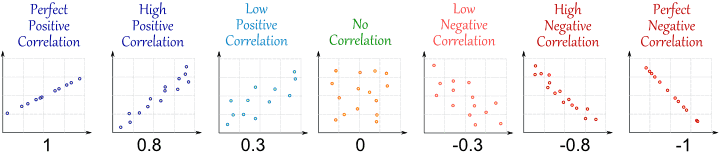 Perfect
Positive
Correlation
High
Positive
Correlation
Low
Positive
Correlation
No
Correlation
Low
Negative
Correlation
High
Negative
Correlation
Perfect
Negative
Correlation
1
0.8
0.3
0
-0.3
-0.8
-1